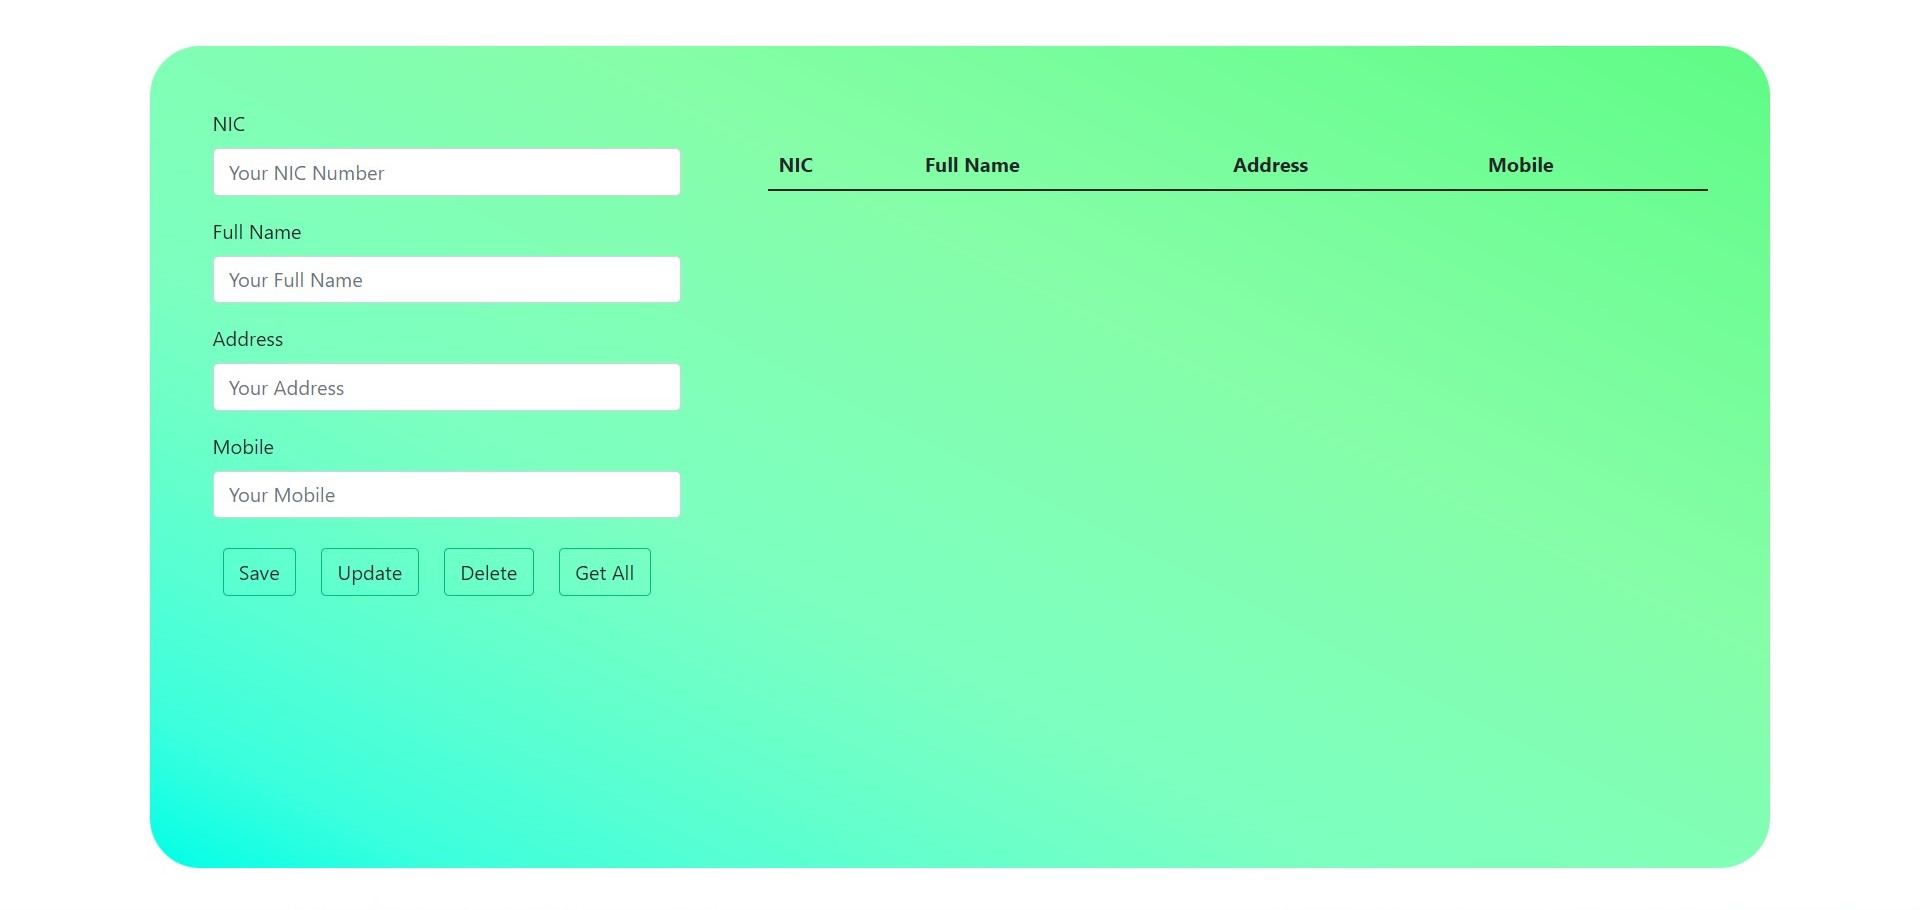 NIC
Your NIC Number
Full Name
Your Full Name
Address
Your Address
Mobile
Your Mobile
Save Update Delete Get All
NIC Full Name Address Mobile